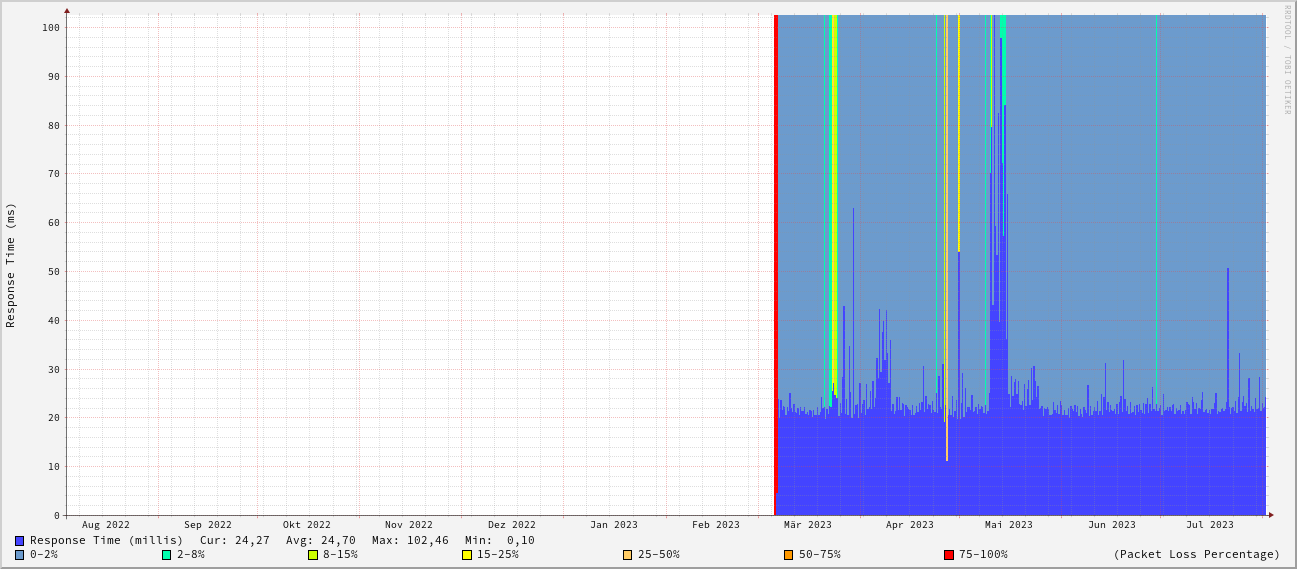 RRDTOOL / TOBI OETIKER
Response Time (ms)
100
90
80
70
60
50
40
30
20
10
0
Aug 2022 Sep 2022 Okt 2022 Nov 2022 Dez 2022 Jan 2023 Feb 2023 Mär 2023 Apr 2023 Mai 2023 Jun 2023 Jul 2023
Response Time (millis) Cur: 24,27 Avg: 24,70 Max: 102,46 Min: 0,10
0-2% 2-8% 8-15% 15-25% 25-50% 50-75% 75-100% (Packet Loss Percentage)